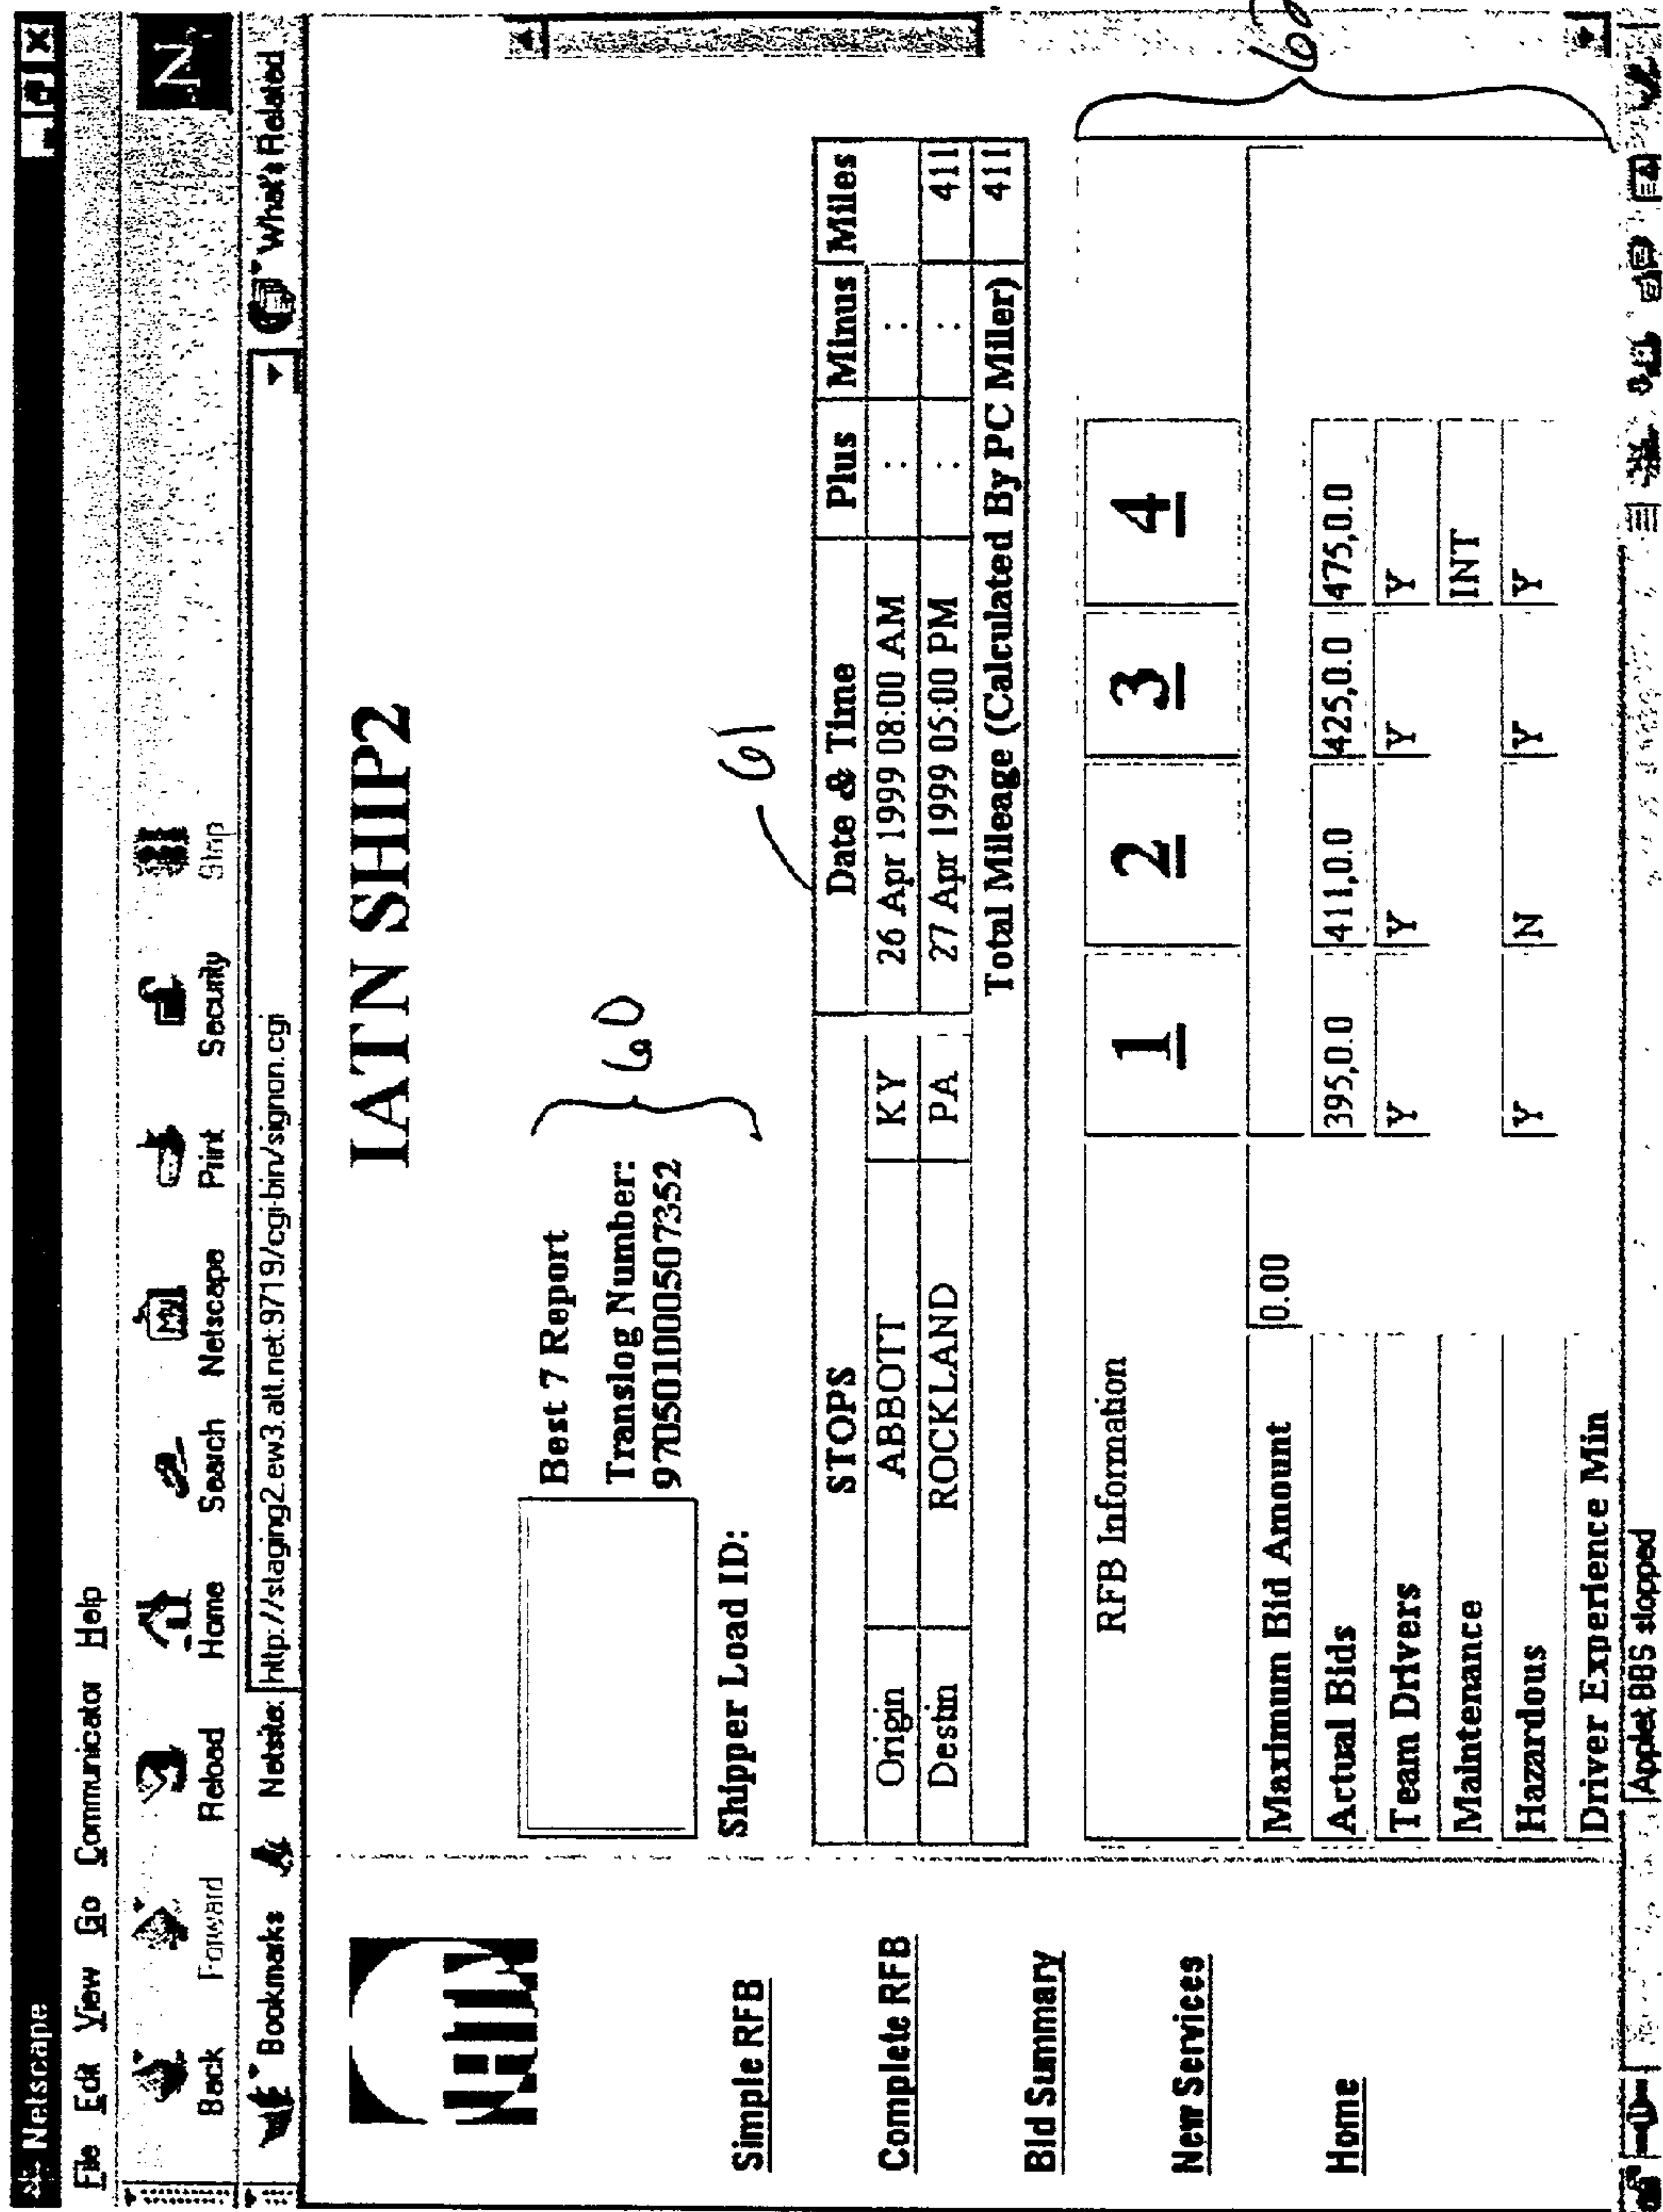 Netscape
File Edit View Go Communicator Help
Back Forward Reload Home Search Netscape Print Security Stop
N
Bookmarks Netsite: http://staging2.ew3.att.net:9719/cgi-bin/signon.cgi What's Related
IATN SHIP2
Simple RFB
Complete RFB
Bid Summary
New Services
Home
Best 7 Report
Translog Number:
9705010000507352
60
Shipper Load ID:
61
STOPS Date & Time Plus Minus Miles
Origin ABBOTT KY 26 Apr 1999 08:00 AM : :
Destin ROCKLAND PA 27 Apr 1999 05:00 PM : : 411
Total Mileage (Calculated By PC Miler) 411
RFB Information 1 2 3 4
62
Maximum Bid Amount 0.00
Actual Bids 395,0.0 411,0.0 425,0.0 475,0.0
Team Drivers Y Y Y Y
Maintenance INT
Hazardous Y N Y Y
Driver Experience Min
Applet BBS stopped